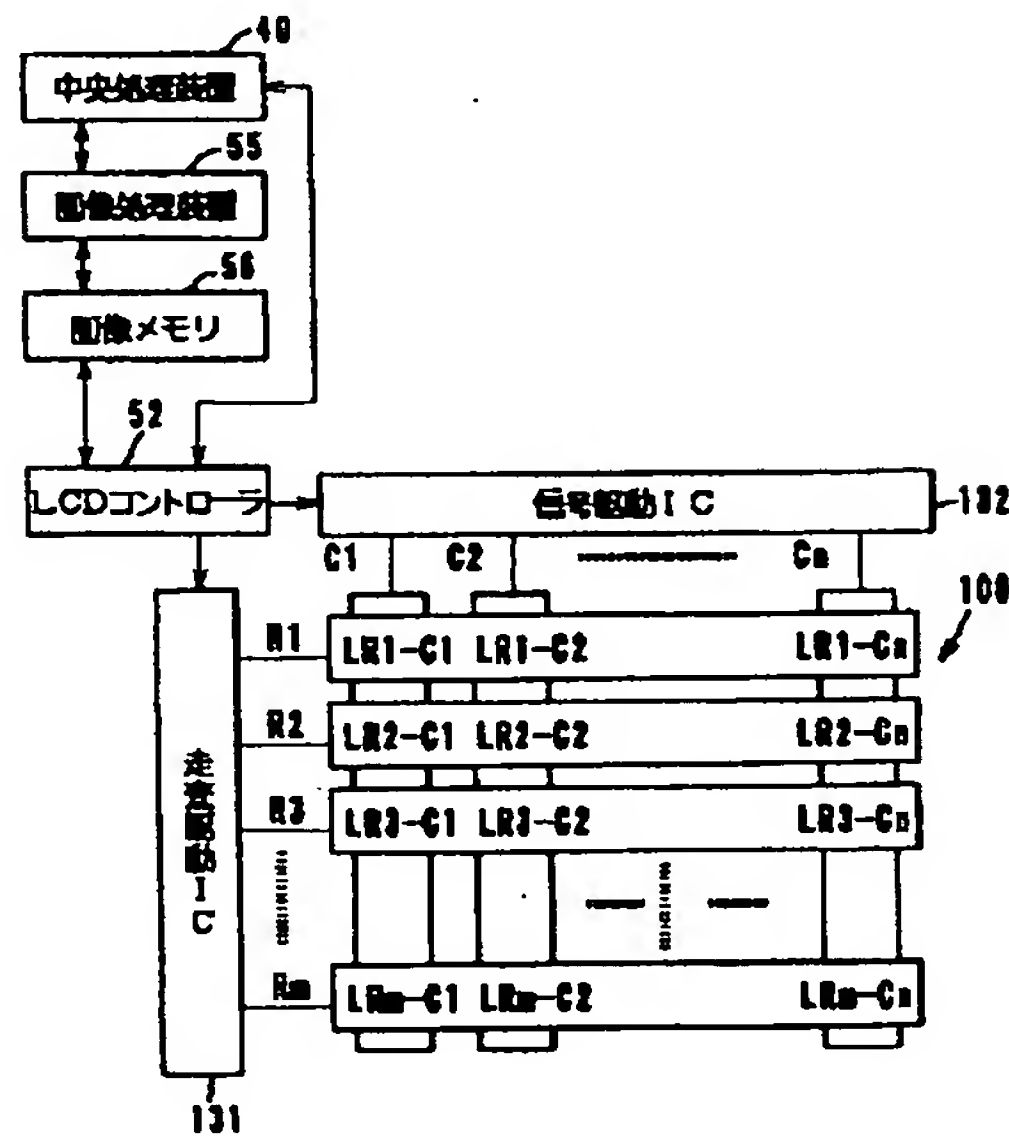 40
中央処理装置
55
画像処理装置
56
画像メモリ
52
LCDコントローラ
信号駆動IC
132
C1 C2 Cn
100
R1 LR1-C1 LR1-C2 LR1-Cn
R2 LR2-C1 LR2-C2 LR2-Cn
R3 LR3-C1 LR3-C2 LR3-Cn
走査駆動IC
Rm LRm-C1 LRm-C2 LRm-Cn
131